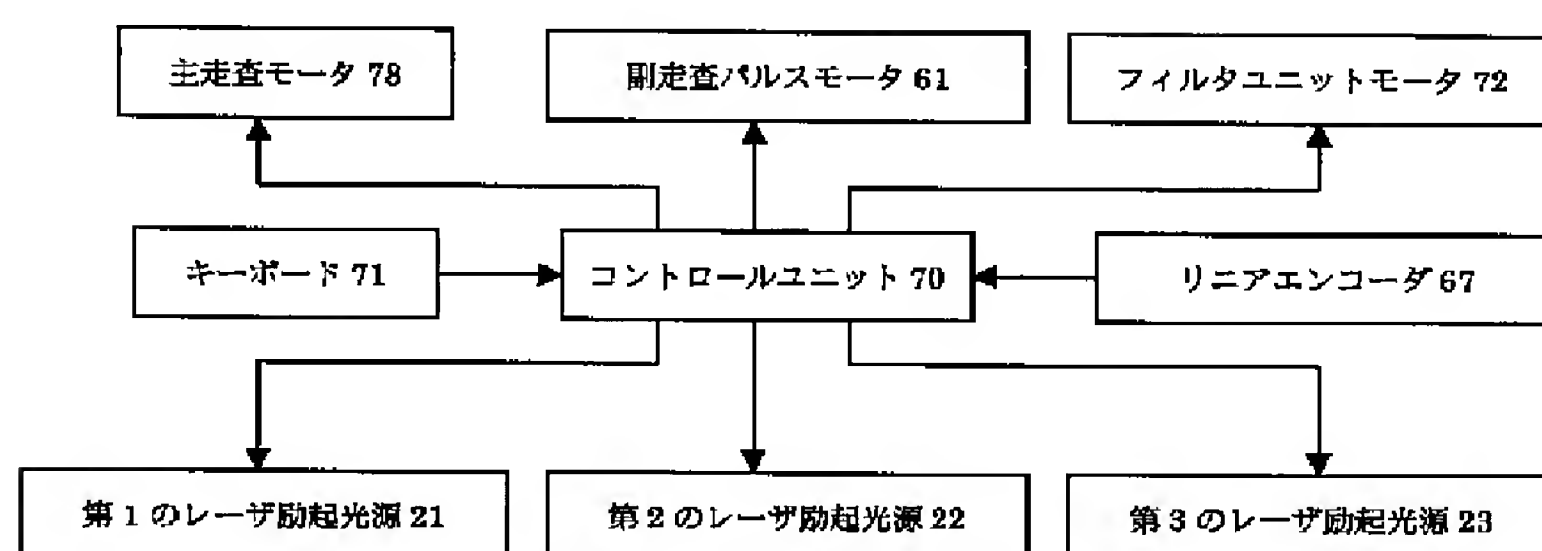 主走査モータ 78
副走査パルスモータ 61
フィルタユニットモータ 72
キーボード 71
コントロールユニット 70
リニアエンコーダ 67
第1のレーザ励起光源 21
第2のレーザ励起光源 22
第3のレーザ励起光源 23